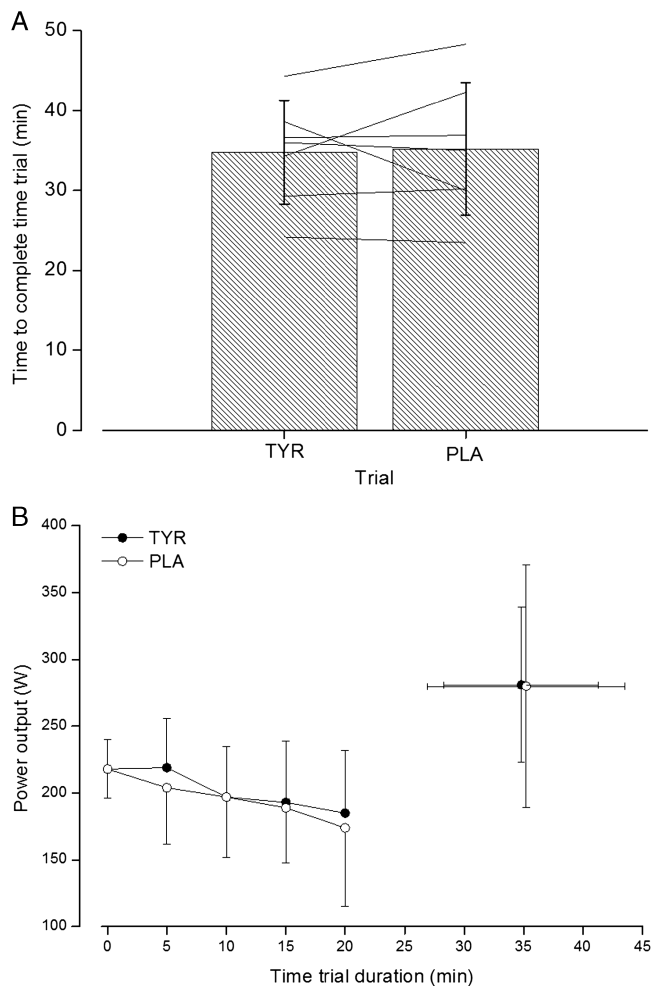 A
Time to complete time trial (min)
50
40
30
20
10
0
TYR PLA
Trial
B
TYR
PLA
Power output (W)
400
350
300
250
200
150
100
0 5 10 15 20 25 30 35 40 45
Time trial duration (min)